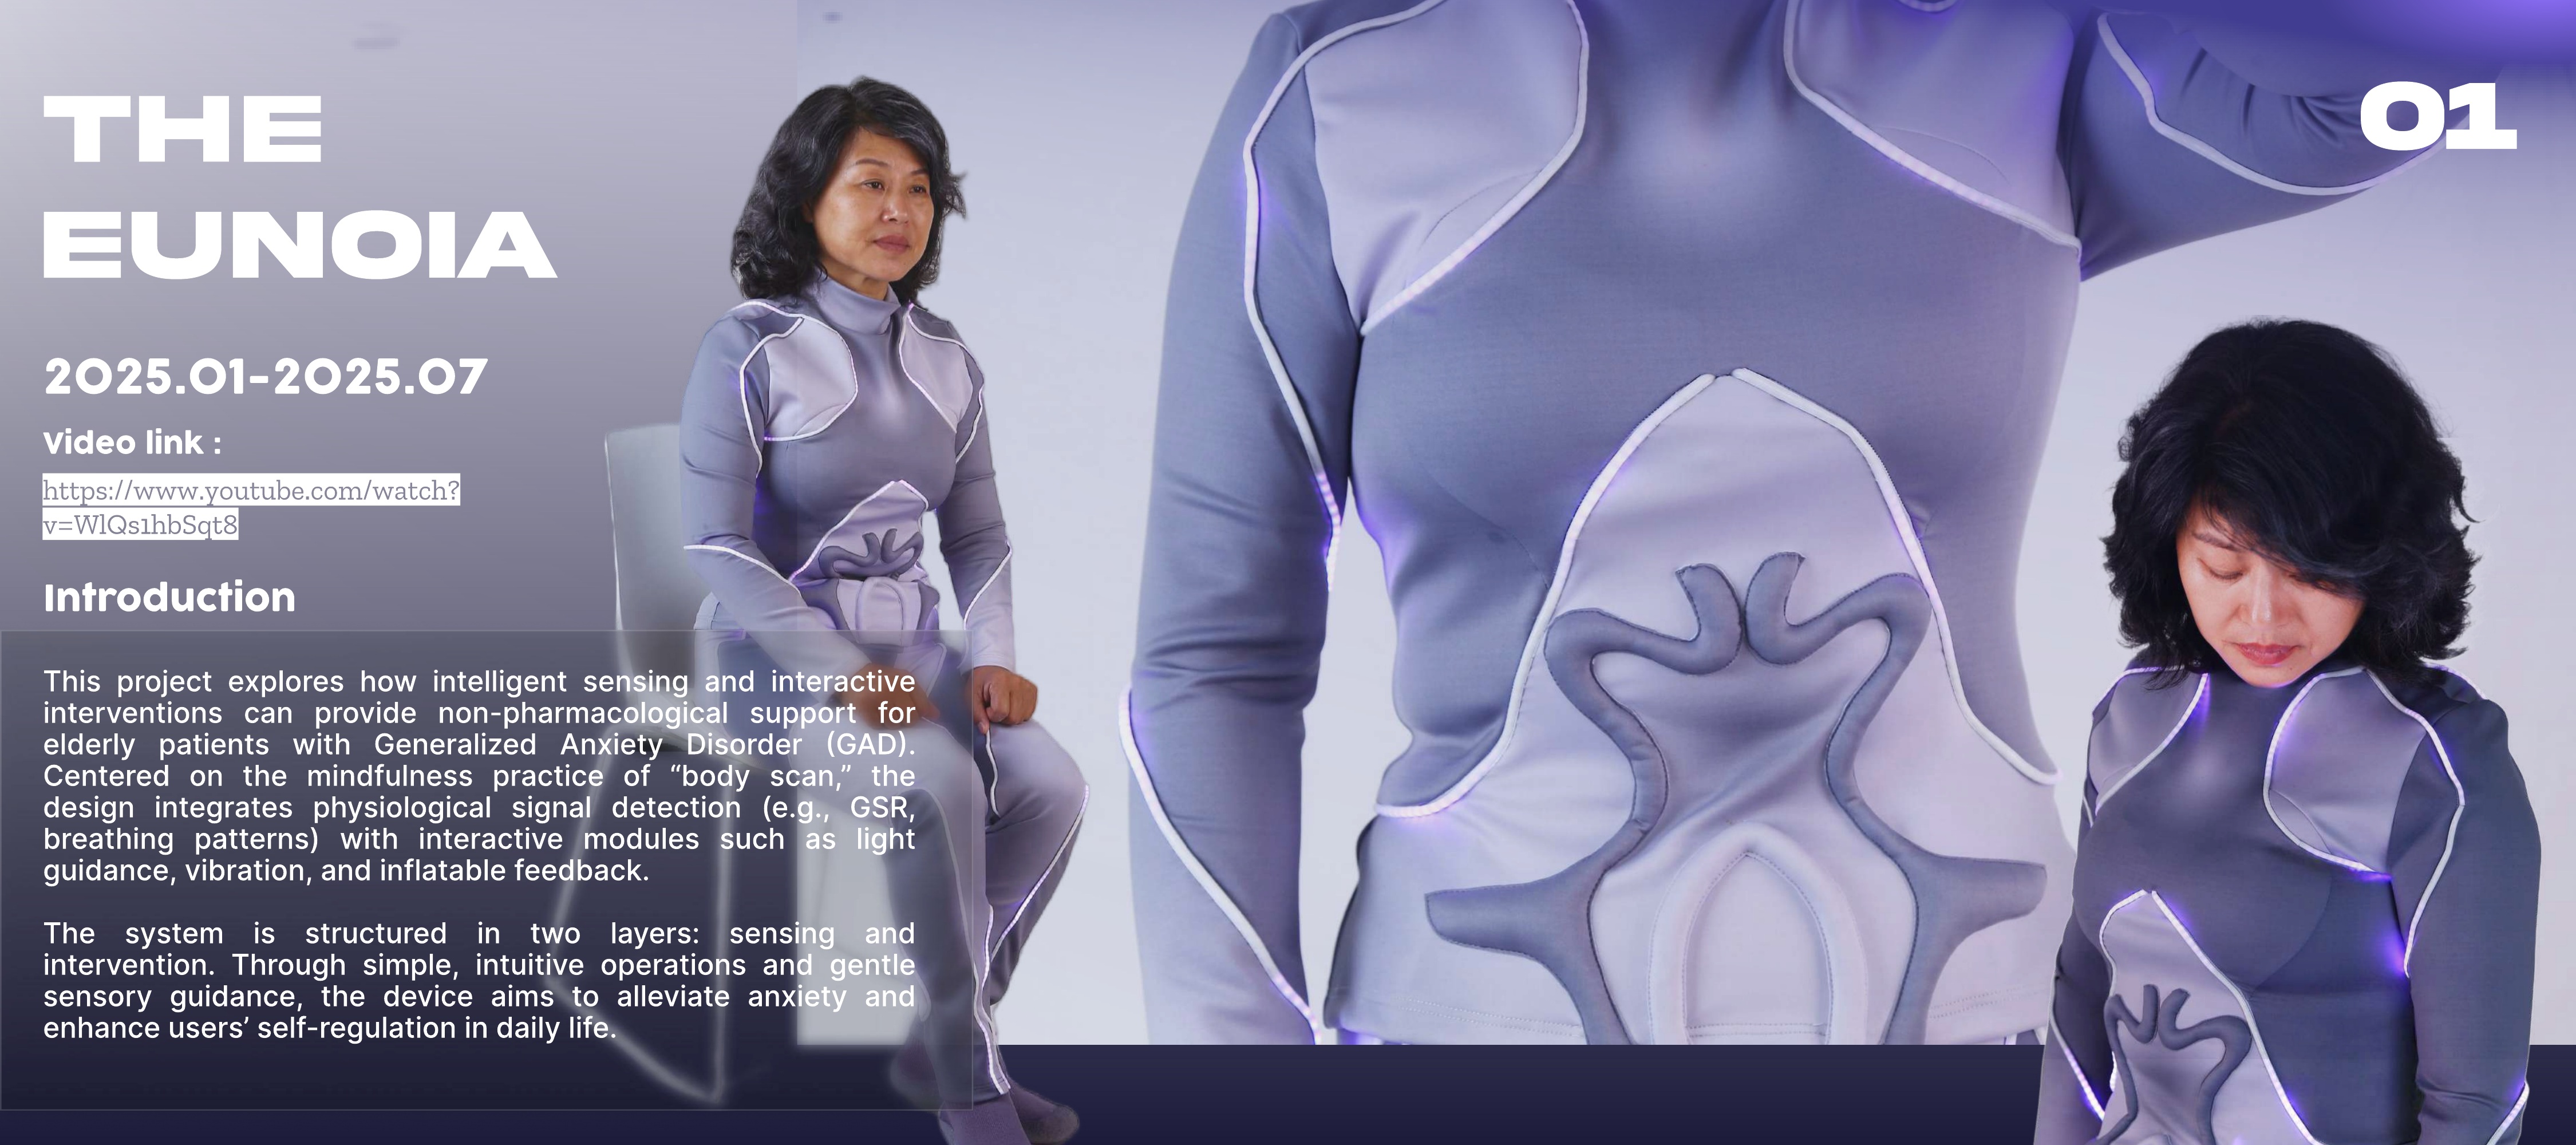 THE
EUNOIA
01
2025.01-2025.07
Video link :
https://www.youtube.com/watch?
v=WlQs1hbSqt8
Introduction
This project explores how intelligent sensing and interactive
interventions can provide non-pharmacological support for
elderly patients with Generalized Anxiety Disorder (GAD).
Centered on the mindfulness practice of “body scan,” the
design integrates physiological signal detection (e.g., GSR,
breathing patterns) with interactive modules such as light
guidance, vibration, and inflatable feedback.
The system is structured in two layers: sensing and
intervention. Through simple, intuitive operations and gentle
sensory guidance, the device aims to alleviate anxiety and
enhance users’ self-regulation in daily life.